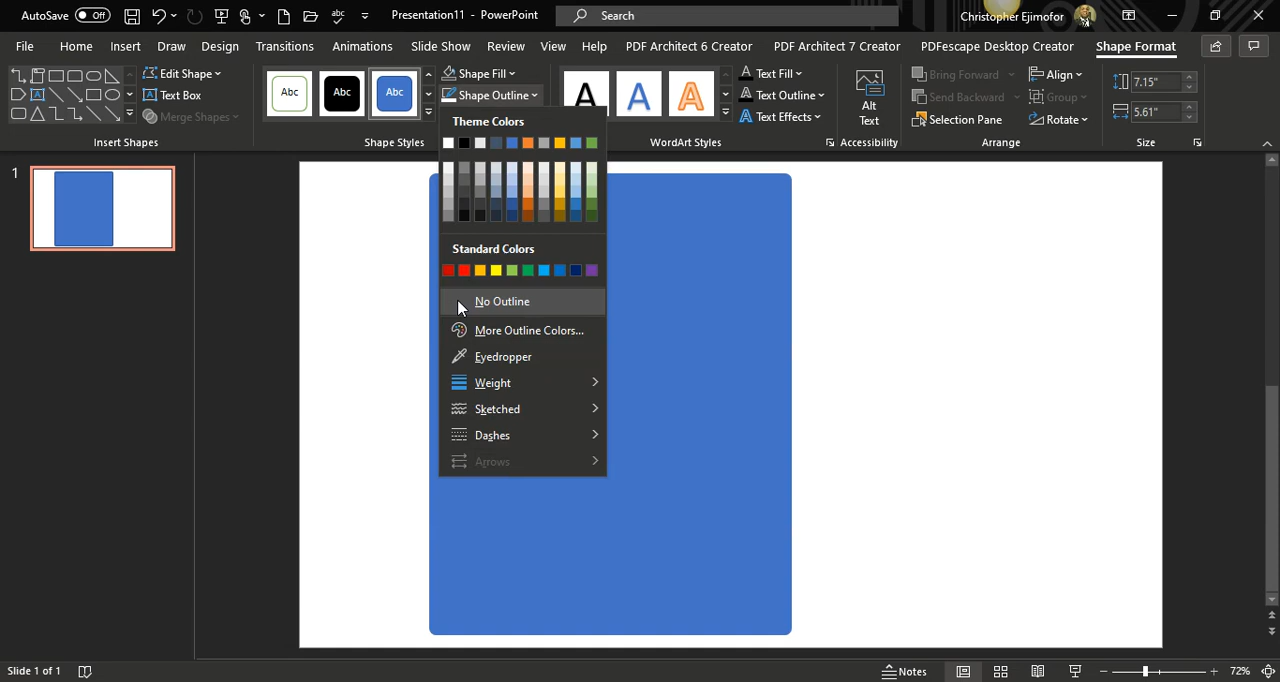 AutoSave Off Presentation11 - PowerPoint Search Christopher Ejimofor
File Home Insert Draw Design Transitions Animations Slide Show Review View Help PDF Architect 6 Creator PDF Architect 7 Creator PDFescape Desktop Creator Shape Format
Edit Shape Shape Fill Text Fill Bring Forward Align 7.15"
Abc Abc Abc A A A
Text Box Shape Outline Text Outline Alt Send Backward Group
Merge Shapes Text Effects Text Selection Pane Rotate 5.61"
Insert Shapes Shape Styles WordArt Styles Accessibility Arrange Size
Theme Colors
1
Standard Colors
No Outline
More Outline Colors...
Eyedropper
Weight
Sketched
Dashes
Arrows
Slide 1 of 1 Notes 72%